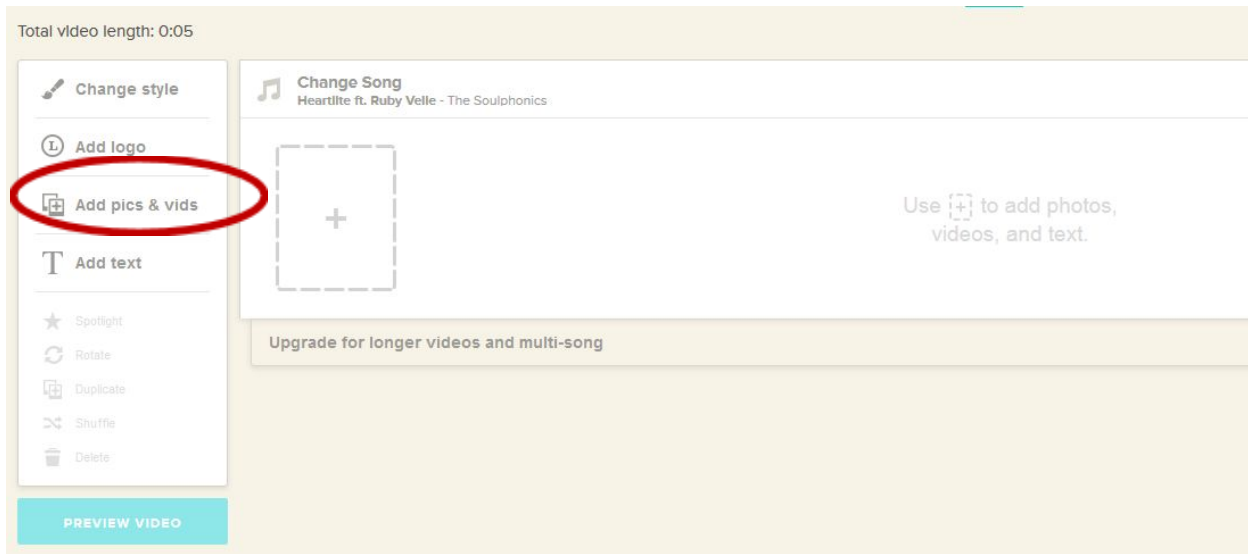 Total video length: 0:05
Change style
Add logo
Add pics & vids
Add text
Spotlight
Rotate
Duplicate
Shuffle
Delete
PREVIEW VIDEO
Change Song
Heartlite ft. Ruby Velle - The Soulphonics
Use [+] to add photos,
videos, and text.
Upgrade for longer videos and multi-song